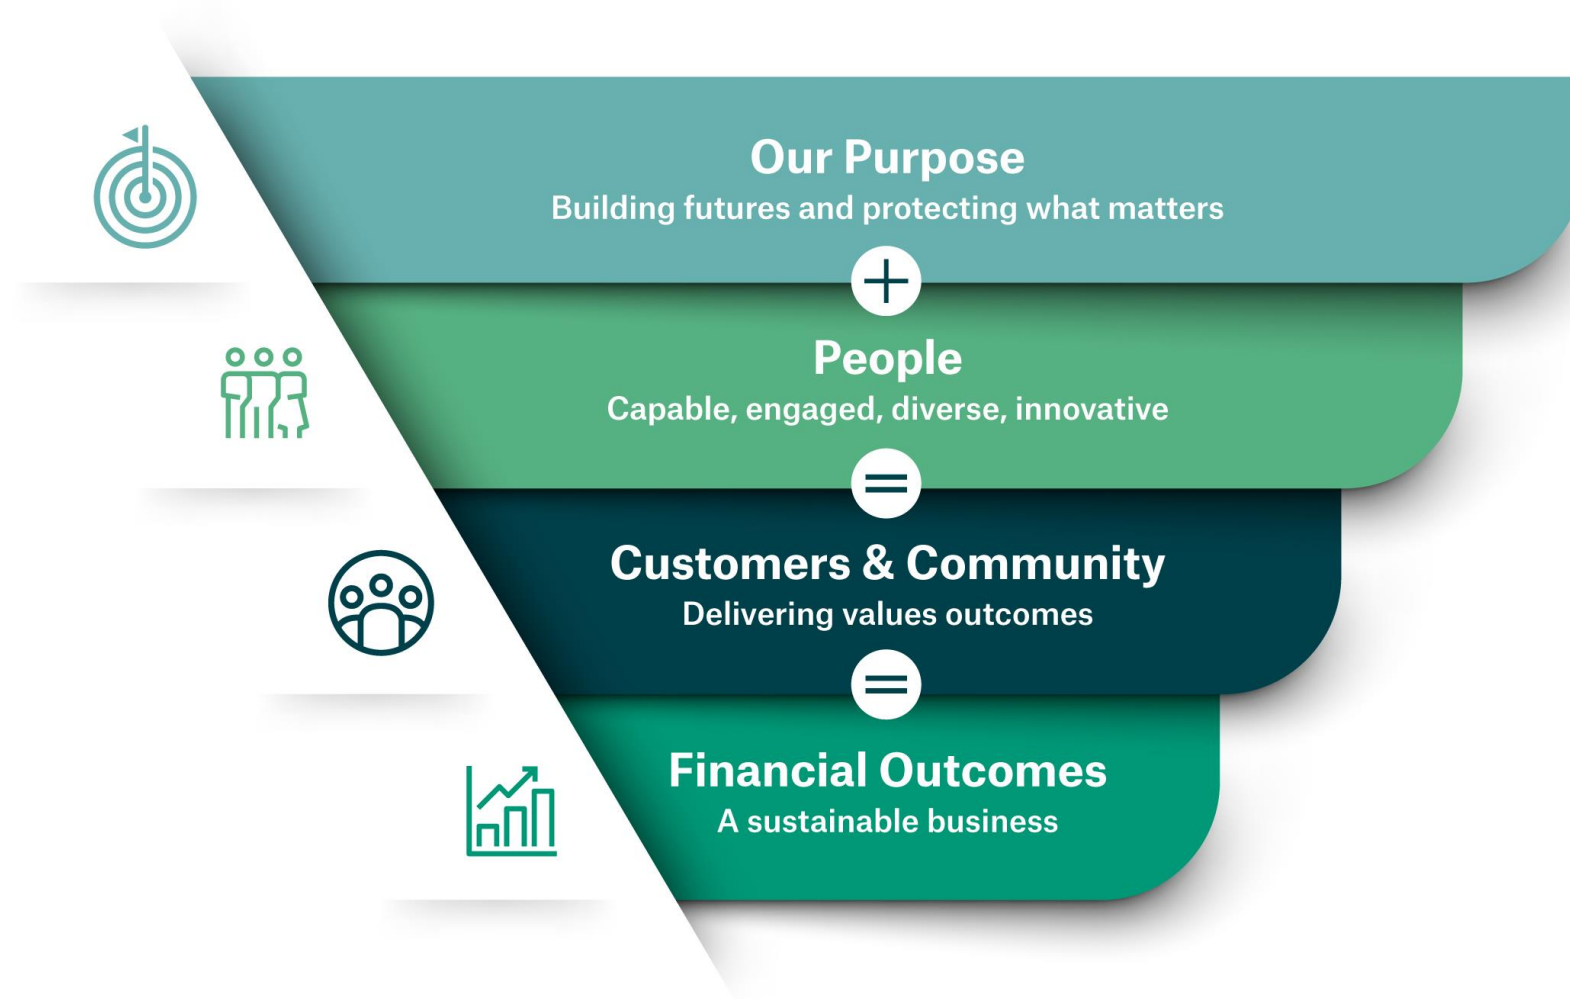 Our Purpose
Building futures and protecting what matters
+
People
Capable, engaged, diverse, innovative
=
Customers & Community
Delivering values outcomes
=
Financial Outcomes
A sustainable business